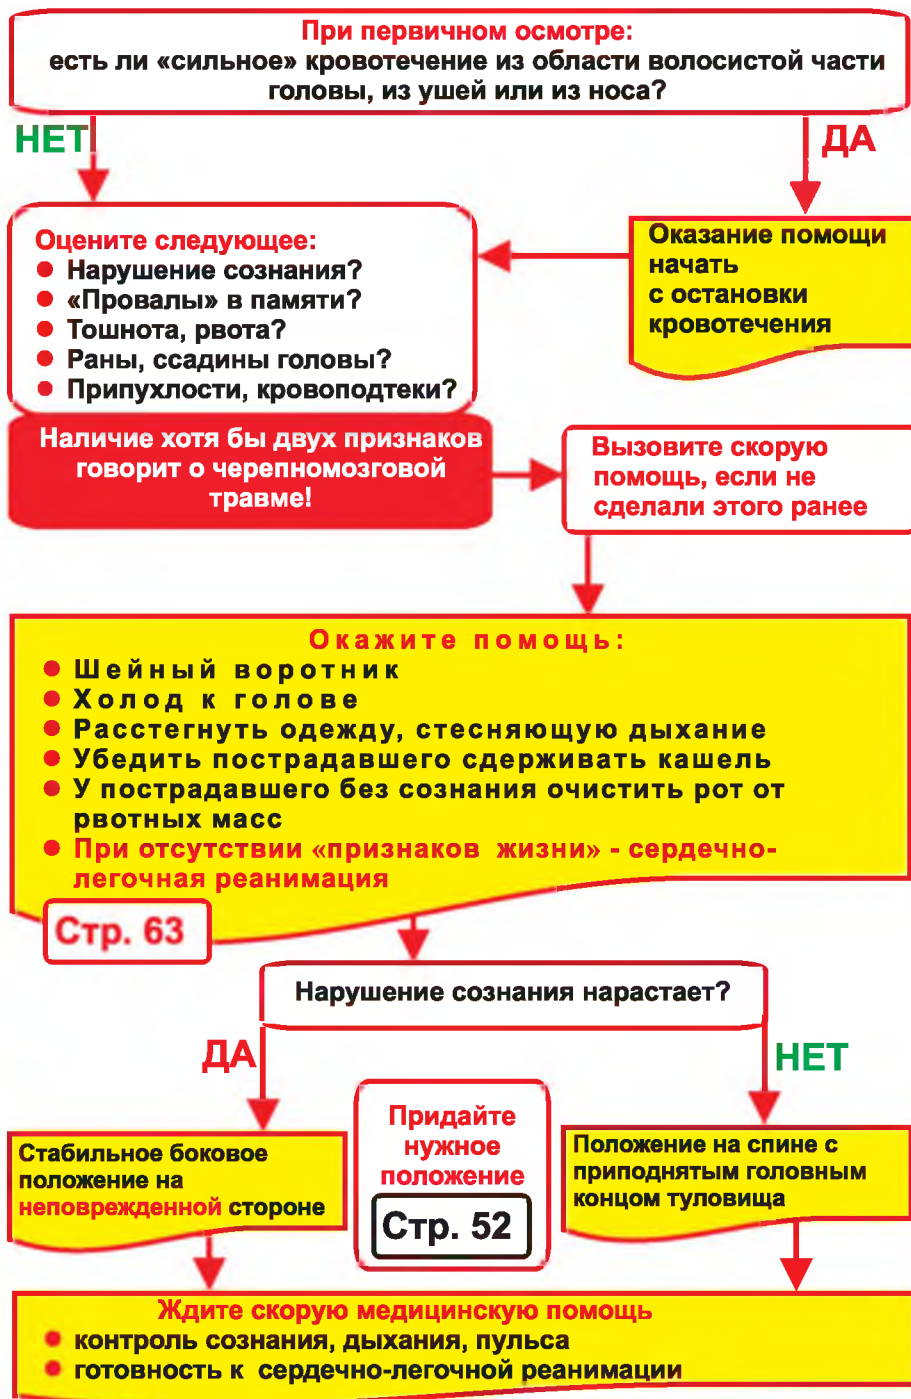 При первичном осмотре:
есть ли «сильное» кровотечение из области волосистой части
головы, из ушей или из носа?
НЕТ
ДА
Оказание помощи
начать
с остановки
кровотечения
Оцените следующее:
Нарушение сознания?
«Провалы» в памяти?
Тошнота, рвота?
Раны, ссадины головы?
Припухлости, кровоподтеки?
Наличие хотя бы двух признаков
говорит о черепномозговой
травме!
Вызовите скорую
помощь, если не
сделали этого ранее
Окажите помощь:
Шейный воротник
Холод к голове
Расстегнуть одежду, стесняющую дыхание
Убедить пострадавшего сдерживать кашель
У пострадавшего без сознания очистить рот от
рвотных масс
При отсутствии «признаков жизни» - сердечно-
легочная реанимация
Стр. 63
Нарушение сознания нарастает?
ДА
НЕТ
Стабильное боковое
положение на
неповрежденной стороне
Придайте
нужное
положение
Стр. 52
Положение на спине с
приподнятым головным
концом туловища
Ждите скорую медицинскую помощь
контроль сознания, дыхания, пульса
готовность к сердечно-легочной реанимации